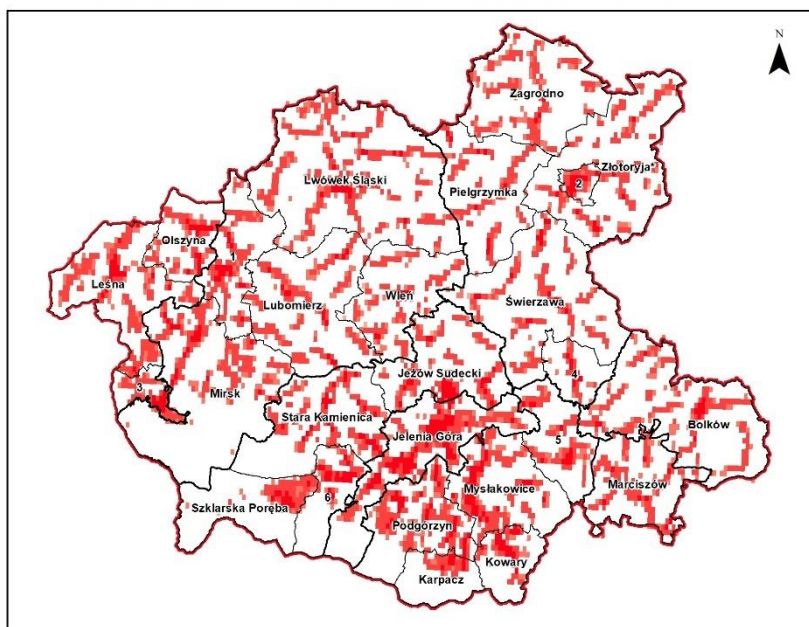 N
Zagrodno
Złotoryja
2
Lwówek Śląski
Pielgrzymka
Olszyna
1
Leśna
Lubomierz
Wleń
Świerzawa
3
Mirsk
Jeżów Sudecki
4
Stara Kamienica
Bolków
Jelenia Góra
5
Marciszów
Mysłakowice
6
Szklarska Poręba
Podgórzyn
Kowary
Karpacz